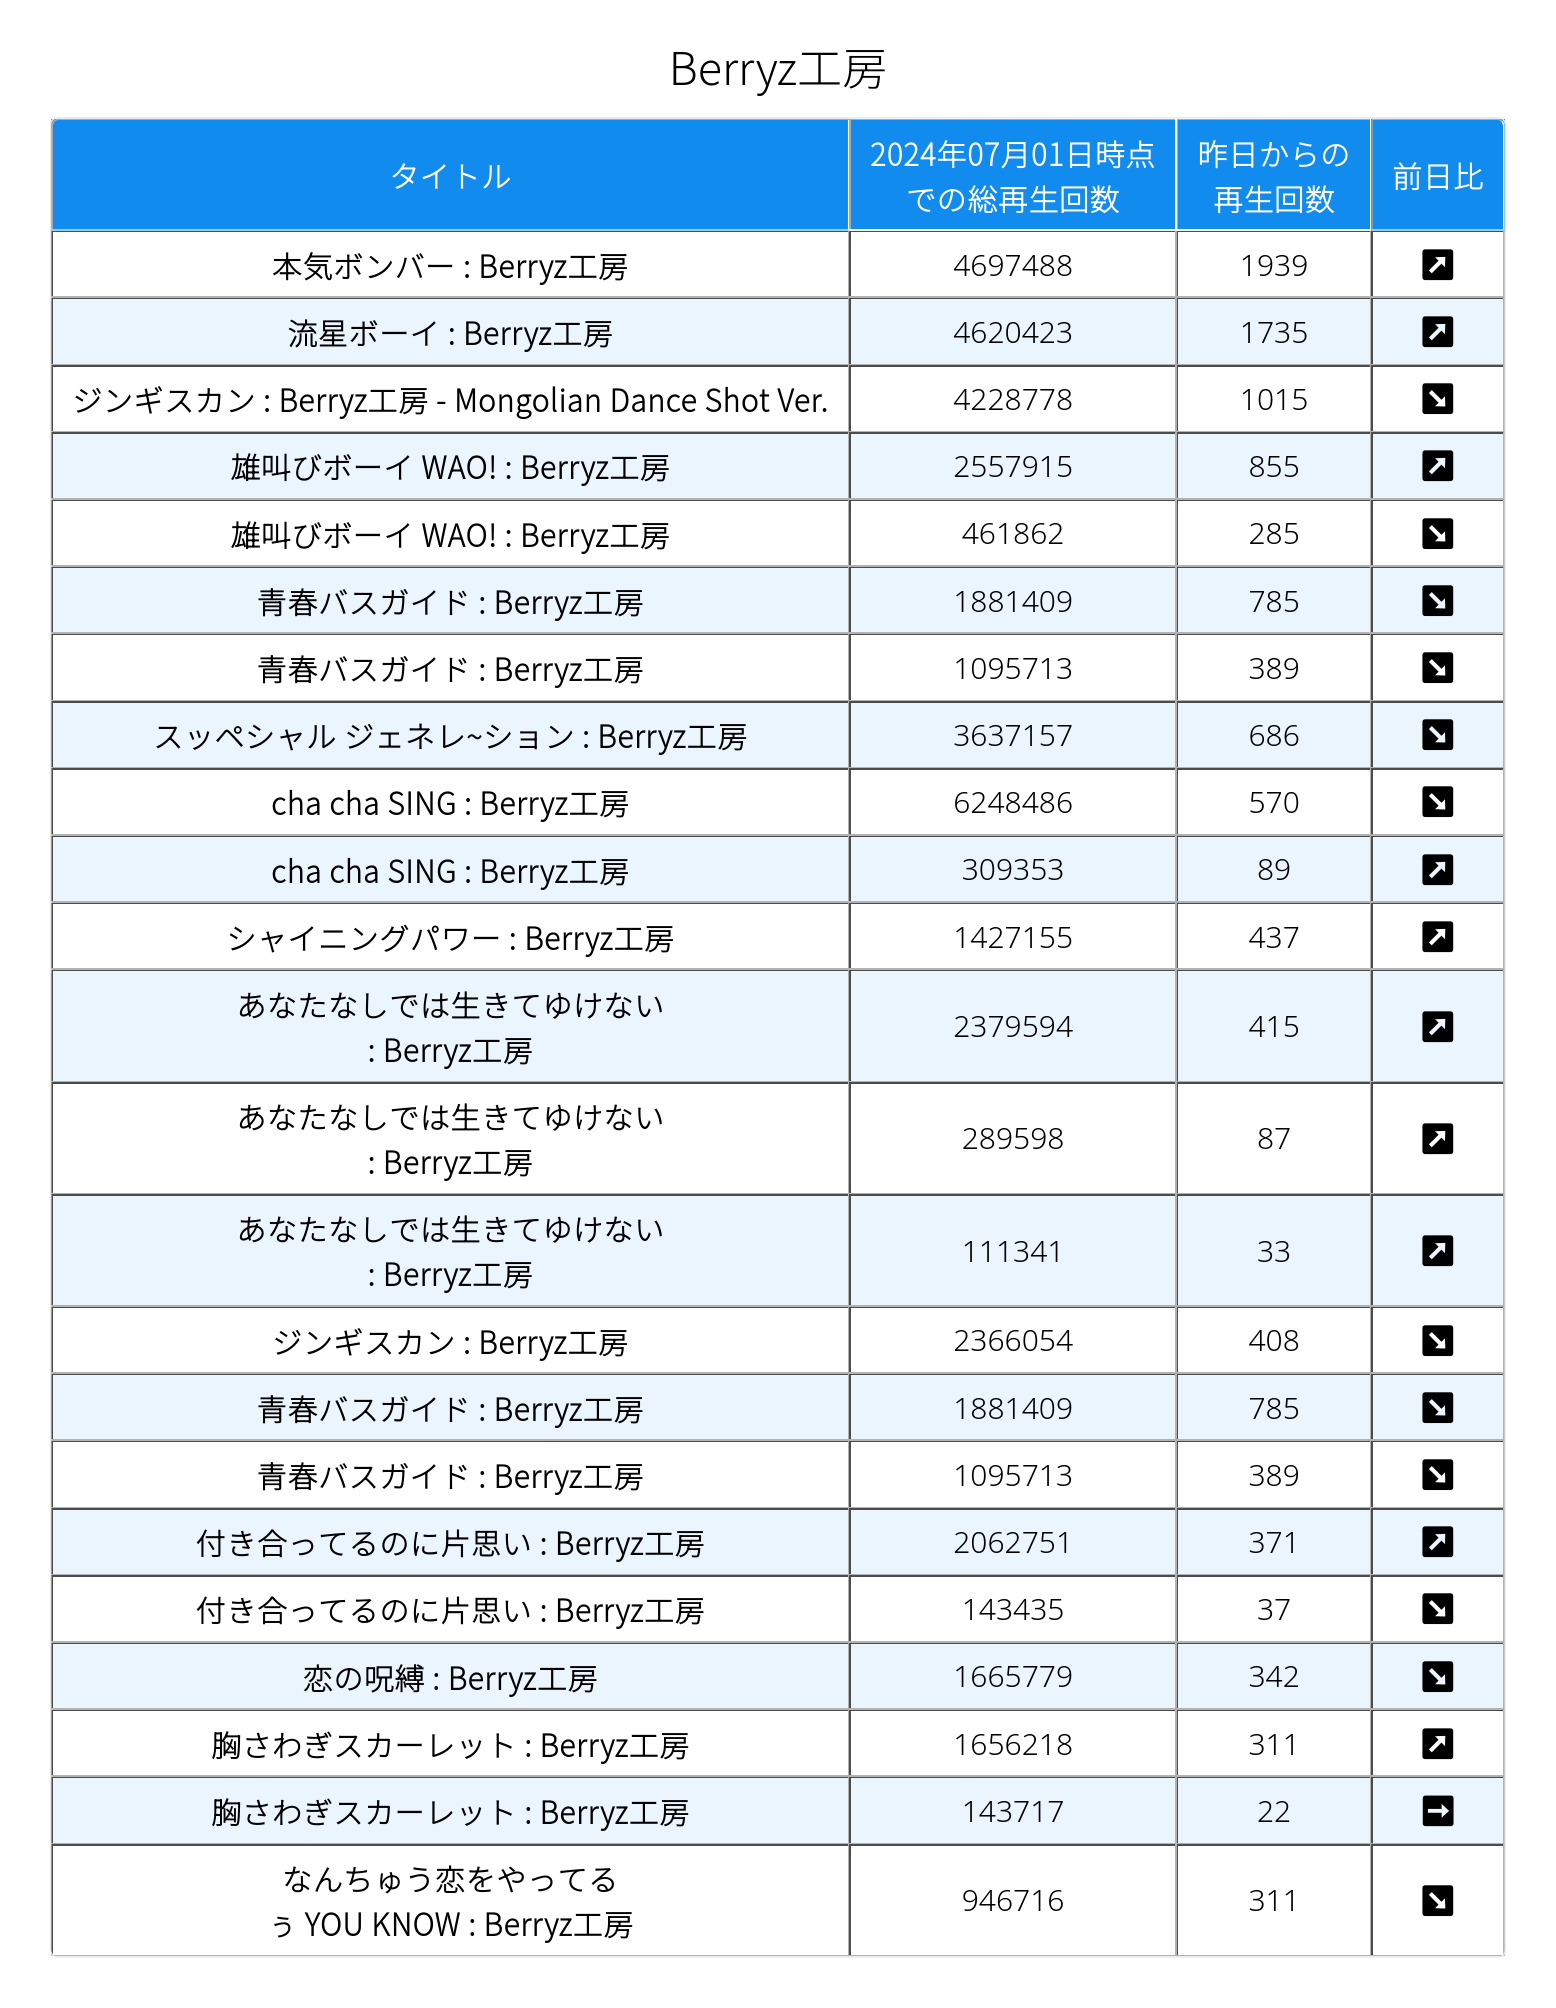 Berryz工房
タイトル 2024年07月01日時点 昨日からの 前日比
での総再生回数 再生回数
本気ボンバー : Berryz工房 4697488 1939 ↗
流星ボーイ : Berryz工房 4620423 1735 ↗
ジンギスカン : Berryz工房 - Mongolian Dance Shot Ver. 4228778 1015 ↘
雄叫びボーイ WAO! : Berryz工房 2557915 855 ↗
雄叫びボーイ WAO! : Berryz工房 461862 285 ↘
青春バスガイド : Berryz工房 1881409 785 ↘
青春バスガイド : Berryz工房 1095713 389 ↘
スッペシャル ジェネレ~ション : Berryz工房 3637157 686 ↘
cha cha SING : Berryz工房 6248486 570 ↘
cha cha SING : Berryz工房 309353 89 ↗
シャイニングパワー : Berryz工房 1427155 437 ↗
あなたなしでは生きてゆけない
: Berryz工房 2379594 415 ↗
あなたなしでは生きてゆけない
: Berryz工房 289598 87 ↗
あなたなしでは生きてゆけない
: Berryz工房 111341 33 ↗
ジンギスカン : Berryz工房 2366054 408 ↘
青春バスガイド : Berryz工房 1881409 785 ↘
青春バスガイド : Berryz工房 1095713 389 ↘
付き合ってるのに片思い : Berryz工房 2062751 371 ↗
付き合ってるのに片思い : Berryz工房 143435 37 ↘
恋の呪縛 : Berryz工房 1665779 342 ↘
胸さわぎスカーレット : Berryz工房 1656218 311 ↗
胸さわぎスカーレット : Berryz工房 143717 22 →
なんちゅう恋をやってる
ぅ YOU KNOW : Berryz工房 946716 311 ↘